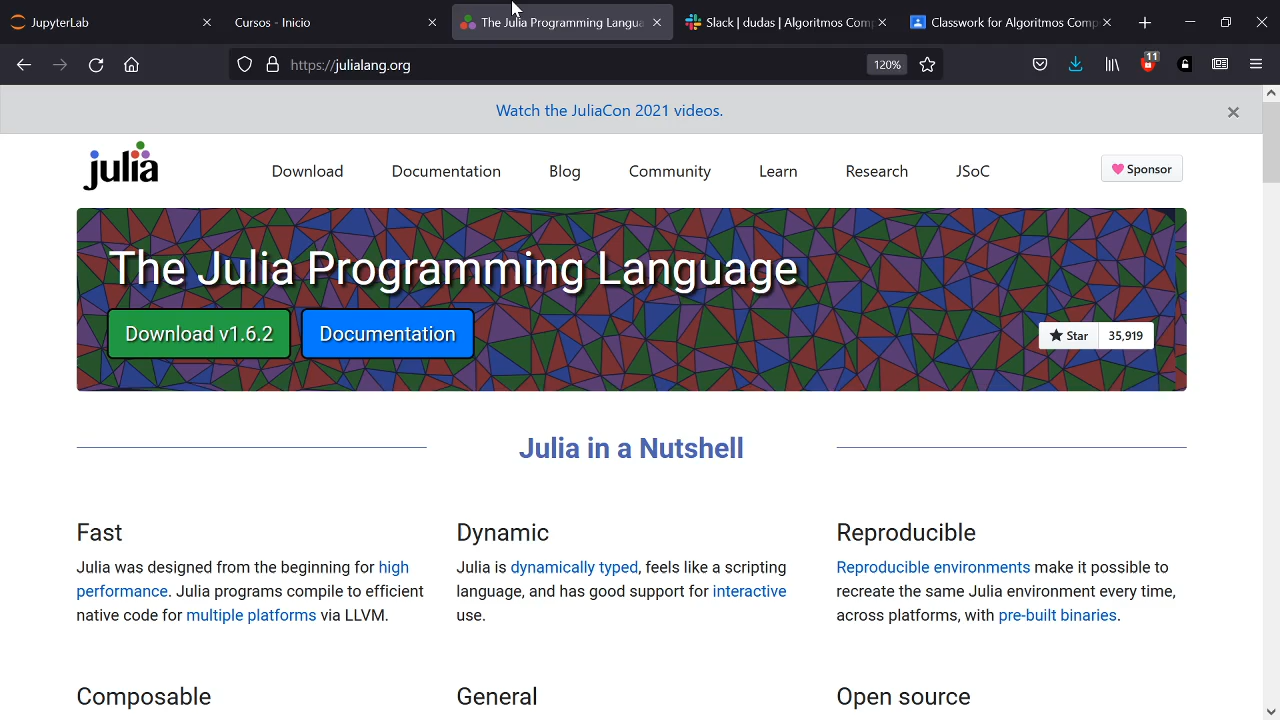 JupyterLab
Cursos - Inicio
The Julia Programming Langua
Slack | dudas | Algoritmos Comp
Classwork for Algoritmos Comp
https://julialang.org
120%
11
Watch the JuliaCon 2021 videos.
julia
Download
Documentation
Blog
Community
Learn
Research
JSoC
Sponsor
The Julia Programming Language
Download v1.6.2
Documentation
Star
35,919
Julia in a Nutshell
Fast
Julia was designed from the beginning for high
performance. Julia programs compile to efficient
native code for multiple platforms via LLVM.
Dynamic
Julia is dynamically typed, feels like a scripting
language, and has good support for interactive
use.
Reproducible
Reproducible environments make it possible to
recreate the same Julia environment every time,
across platforms, with pre-built binaries.
Composable
General
Open source